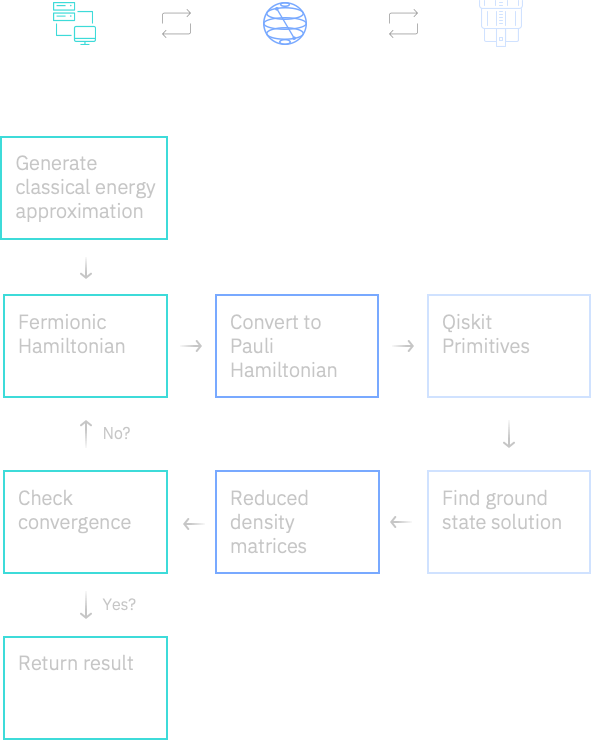 Generate
classical energy
approximation
Fermionic
Hamiltonian
Convert to
Pauli
Hamiltonian
Qiskit
Primitives
No?
Check
convergence
Reduced
density
matrices
Find ground
state solution
Yes?
Return result